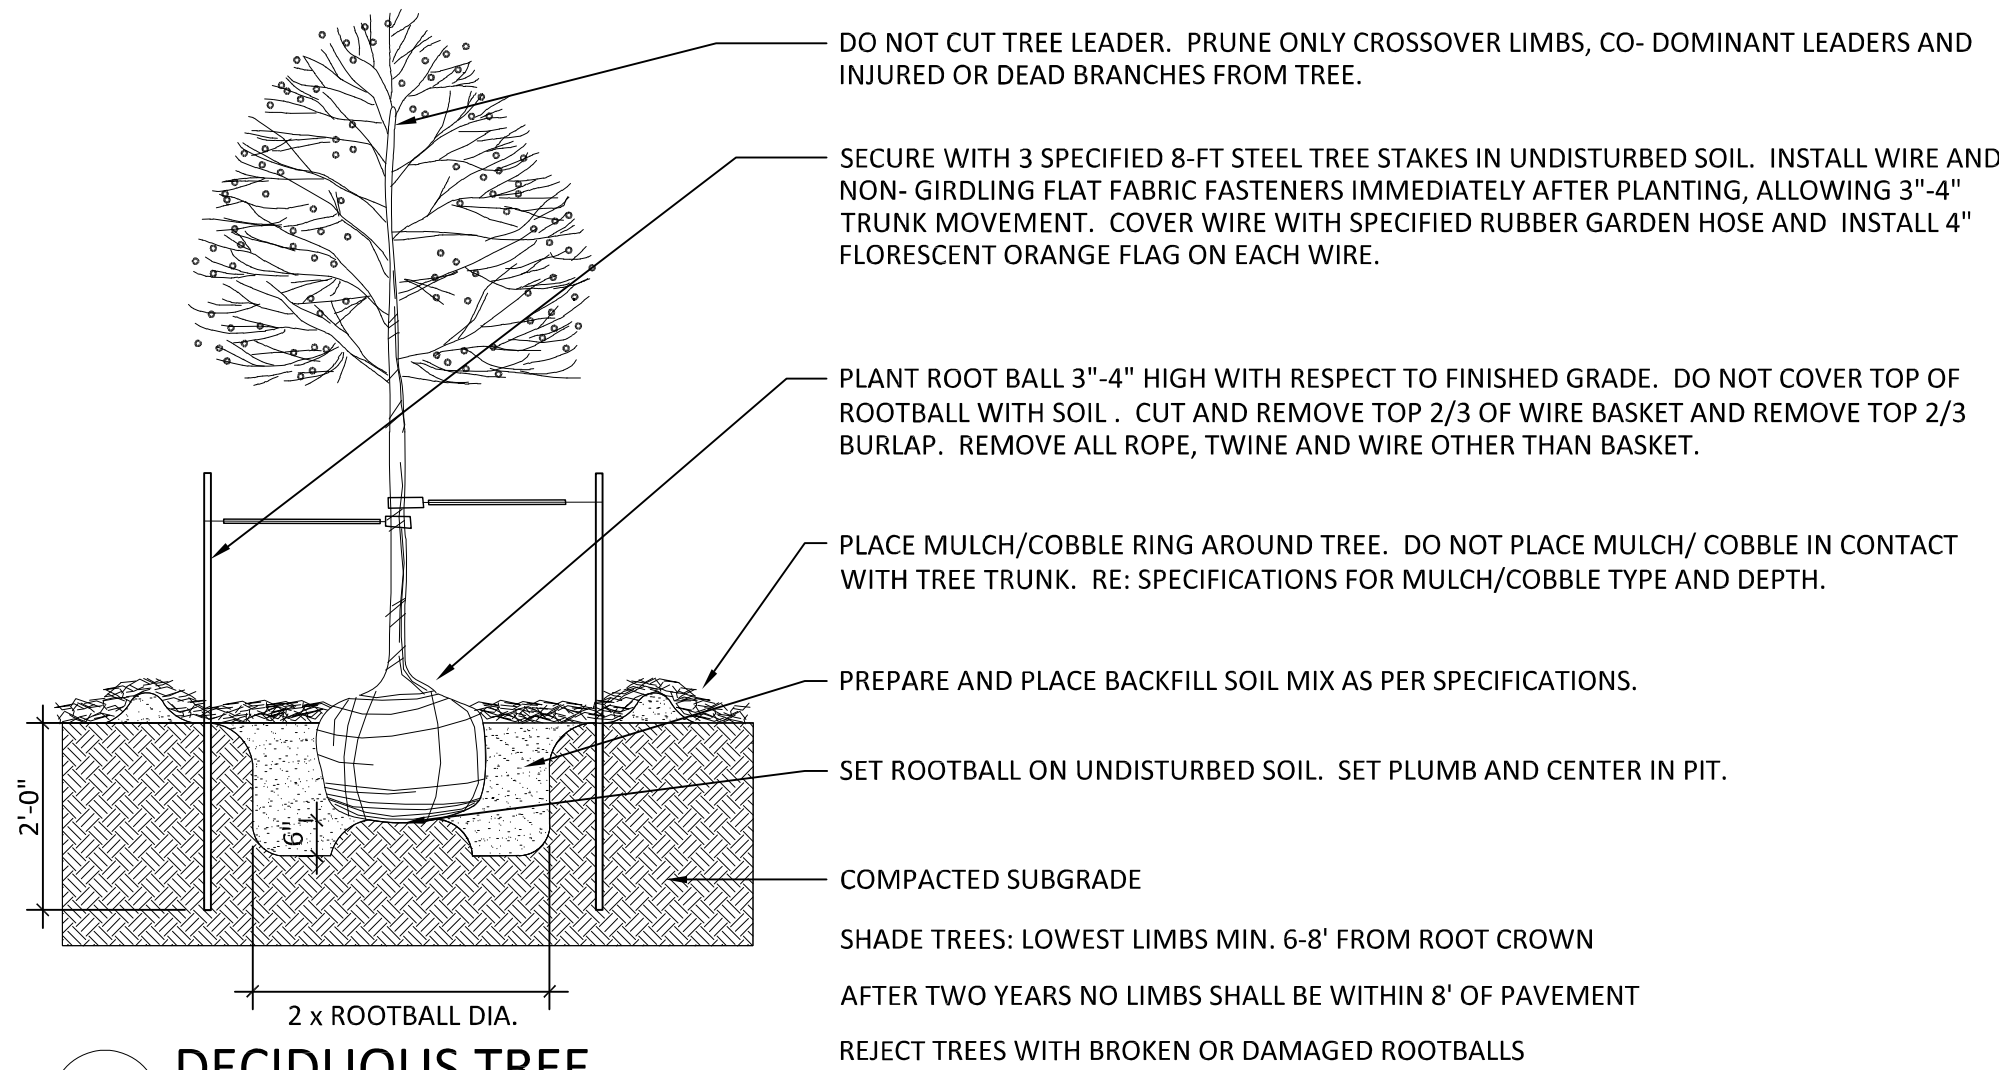 DO NOT CUT TREE LEADER.  PRUNE ONLY CROSSOVER LIMBS, CO- DOMINANT LEADERS AND
INJURED OR DEAD BRANCHES FROM TREE.
SECURE WITH 3 SPECIFIED 8-FT STEEL TREE STAKES IN UNDISTURBED SOIL.  INSTALL WIRE AND
NON- GIRDLING FLAT FABRIC FASTENERS IMMEDIATELY AFTER PLANTING, ALLOWING 3"-4"
TRUNK MOVEMENT.  COVER WIRE WITH SPECIFIED RUBBER GARDEN HOSE AND  INSTALL 4"
FLORESCENT ORANGE FLAG ON EACH WIRE.
PLANT ROOT BALL 3"-4" HIGH WITH RESPECT TO FINISHED GRADE.  DO NOT COVER TOP OF
ROOTBALL WITH SOIL .  CUT AND REMOVE TOP 2/3 OF WIRE BASKET AND REMOVE TOP 2/3
BURLAP.  REMOVE ALL ROPE, TWINE AND WIRE OTHER THAN BASKET.
PLACE MULCH/COBBLE RING AROUND TREE.  DO NOT PLACE MULCH/ COBBLE IN CONTACT
WITH TREE TRUNK.  RE: SPECIFICATIONS FOR MULCH/COBBLE TYPE AND DEPTH.
PREPARE AND PLACE BACKFILL SOIL MIX AS PER SPECIFICATIONS.
SET ROOTBALL ON UNDISTURBED SOIL.  SET PLUMB AND CENTER IN PIT.
2'-0"
6"
COMPACTED SUBGRADE
SHADE TREES: LOWEST LIMBS MIN. 6-8' FROM ROOT CROWN
AFTER TWO YEARS NO LIMBS SHALL BE WITHIN 8' OF PAVEMENT
2 x ROOTBALL DIA.
REJECT TREES WITH BROKEN OR DAMAGED ROOTBALLS
DECIDUOUS TREE